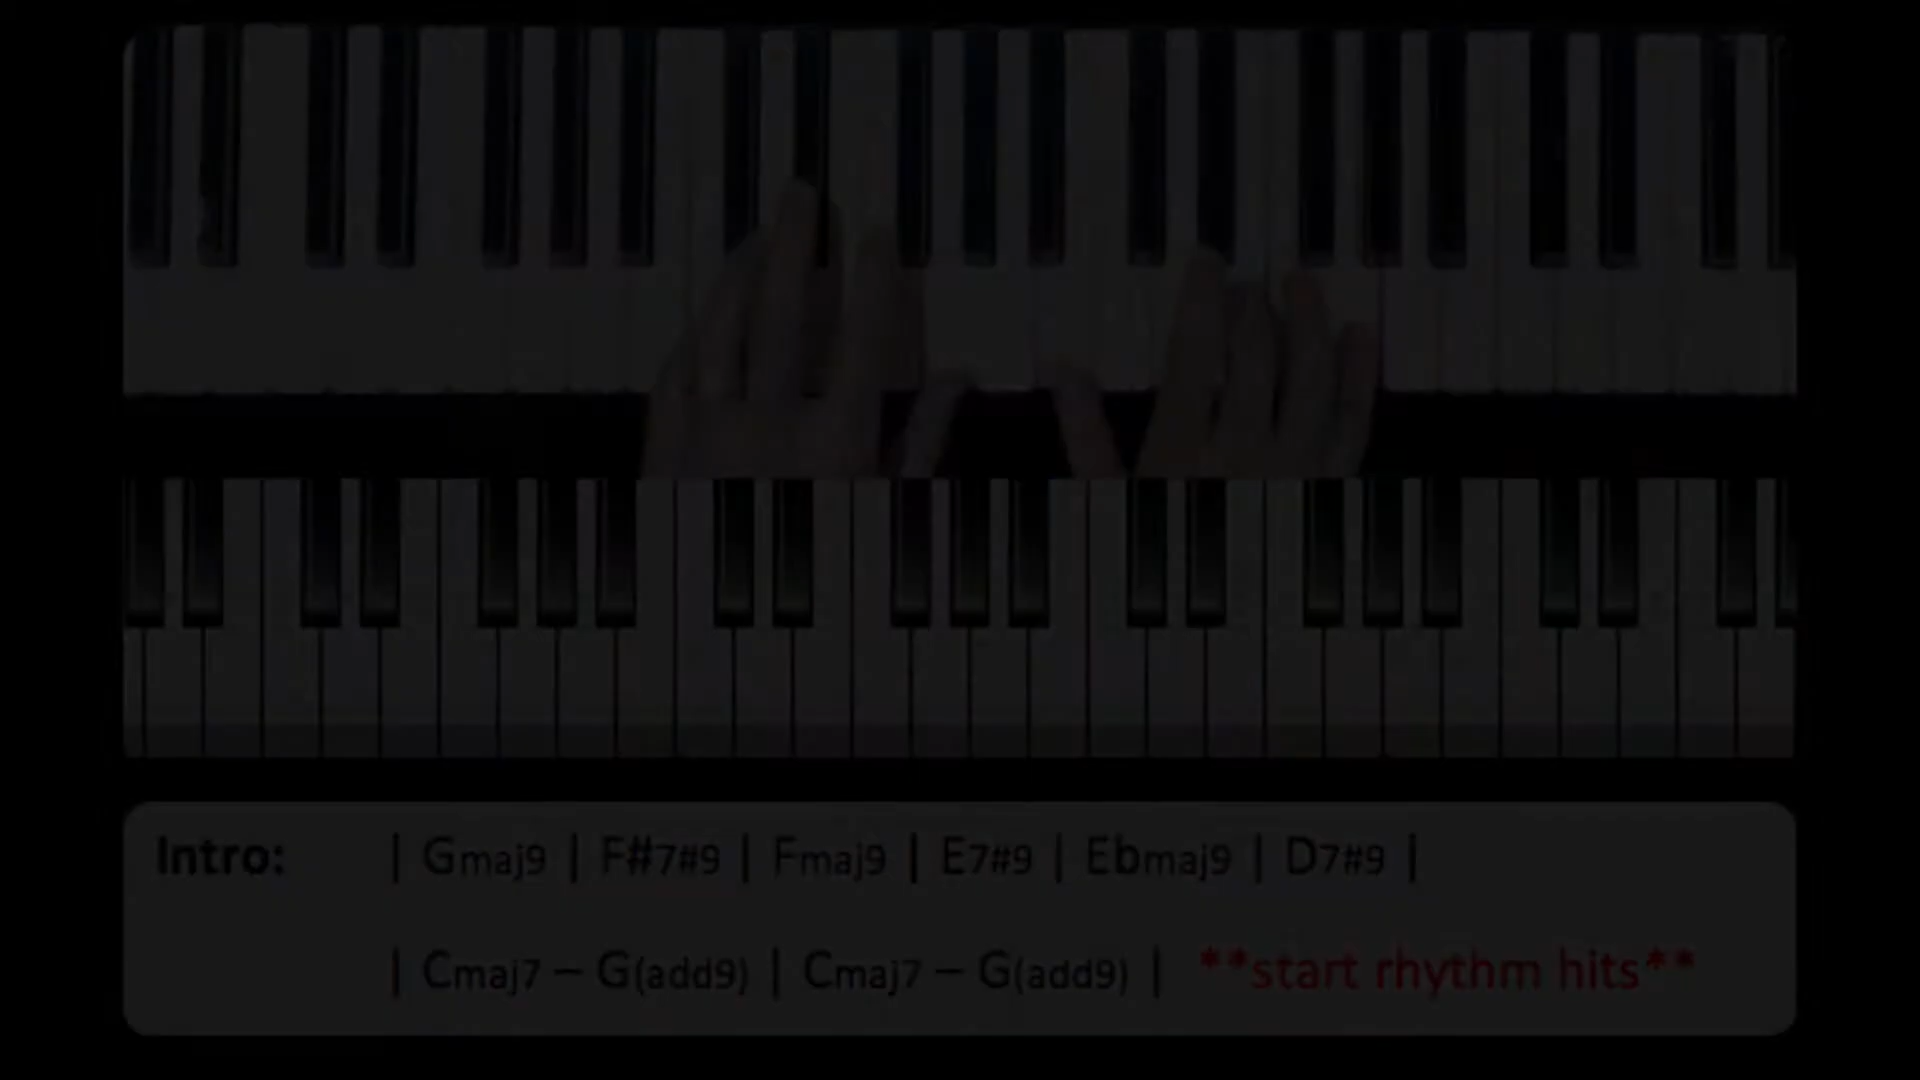 Intro: | Gmaj9 | F#7#9 | Fmaj9 | E7#9 | Ebmaj9 | D7#9 |
| Cmaj7 – G(add9) | Cmaj7 – G(add9) | **start rhythm hits**